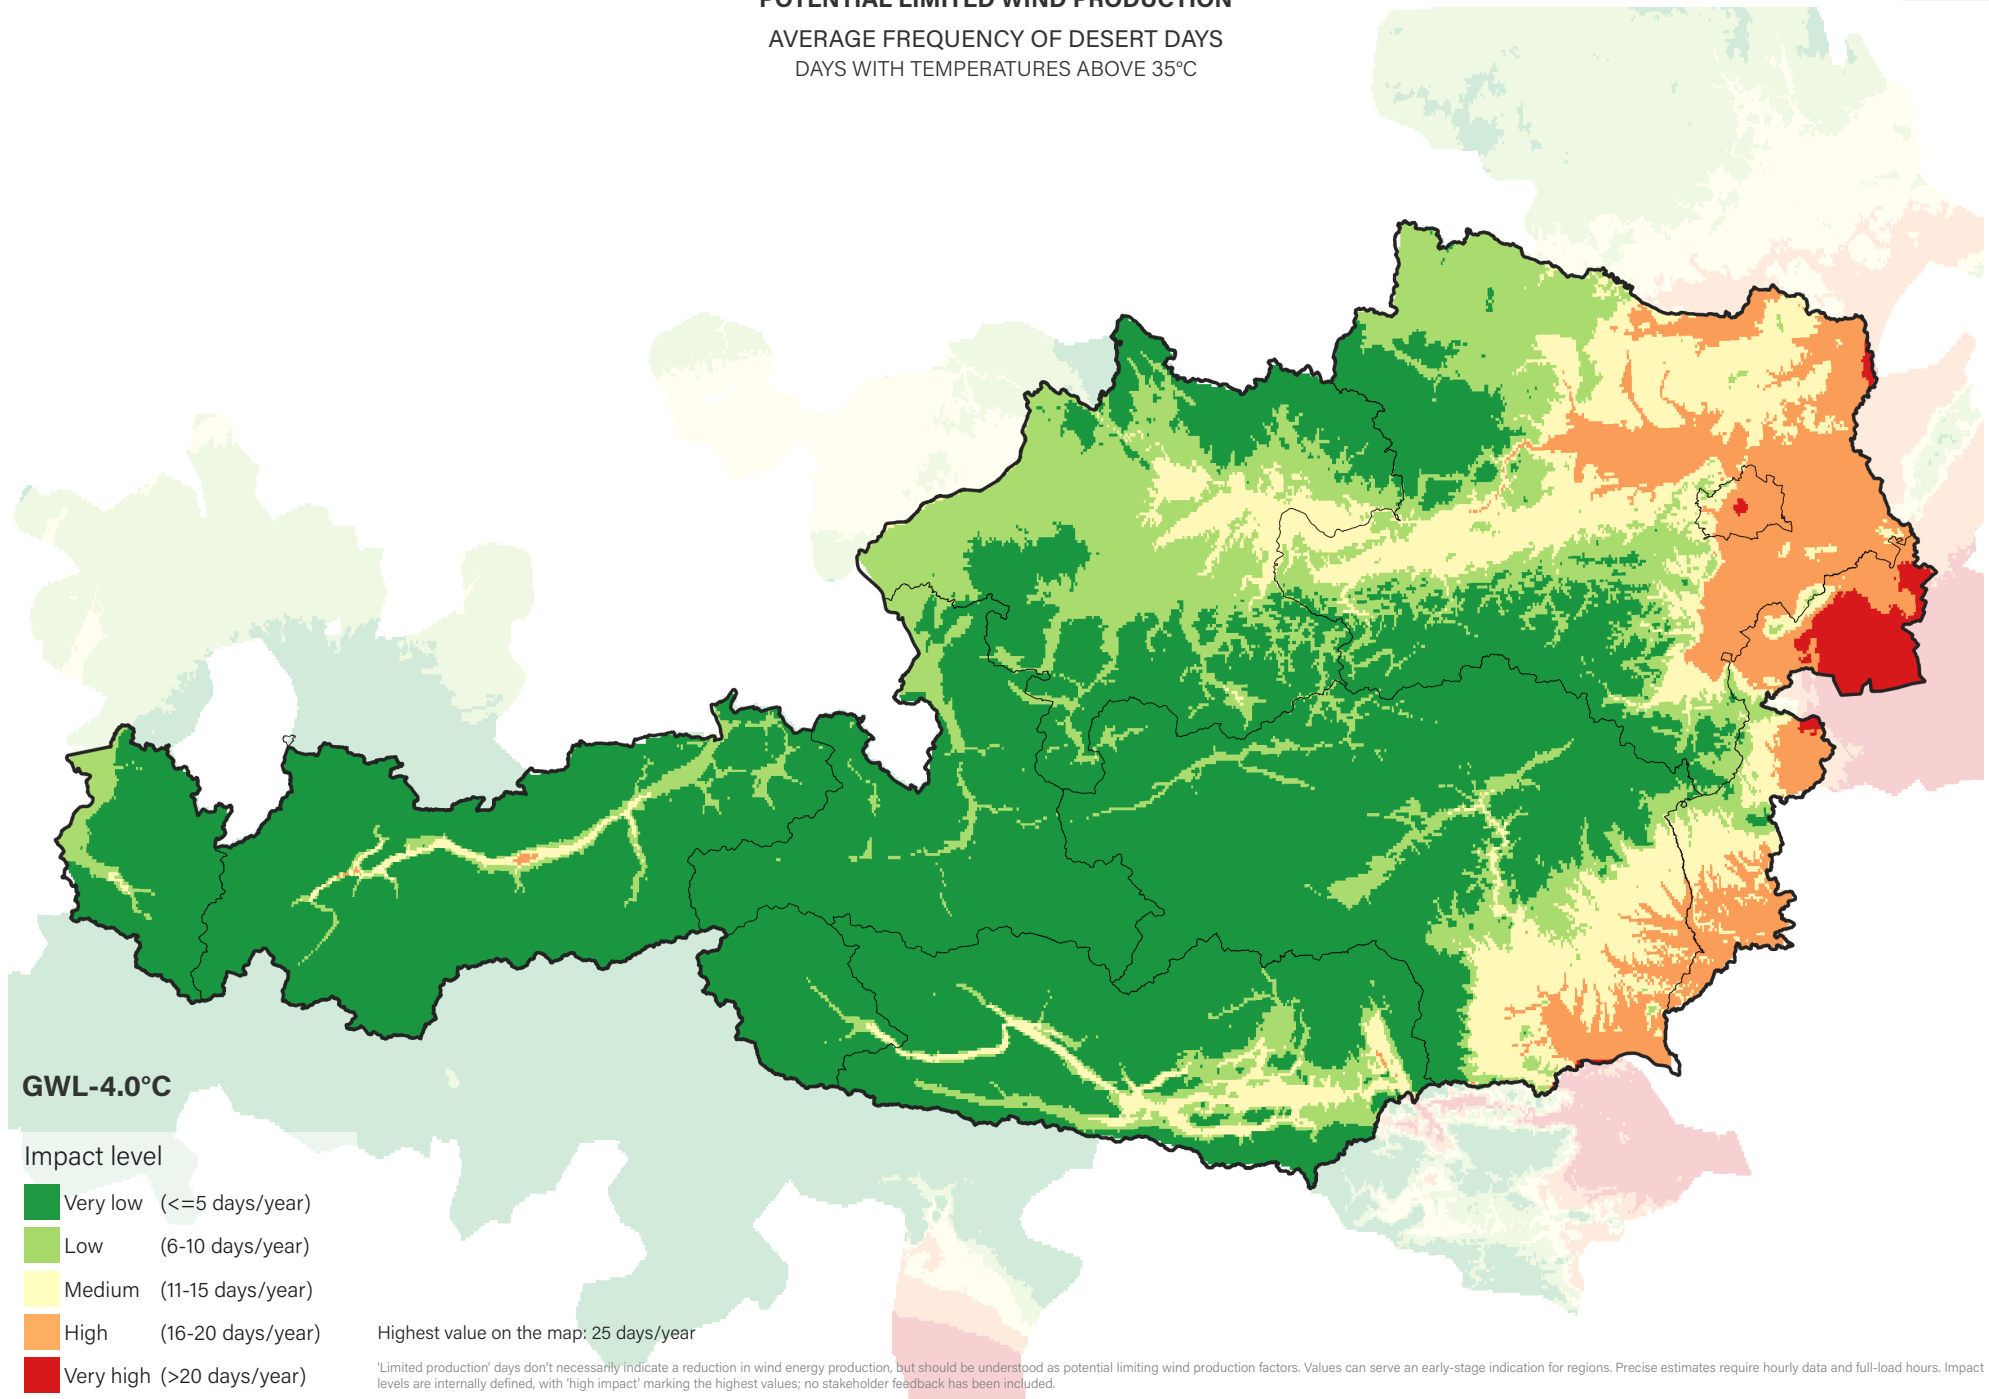 POTENTIAL LIMITED WIND PRODUCTION
AVERAGE FREQUENCY OF DESERT DAYS
DAYS WITH TEMPERATURES ABOVE 35°C
GWL-4.0°C
Impact level
Very low (<=5 days/year)
Low (6-10 days/year)
Medium (11-15 days/year)
High (16-20 days/year)
Very high (>20 days/year)
Highest value on the map: 25 days/year
'Limited production' days don't necessarily indicate a reduction in wind energy production, but should be understood as potential limiting wind production factors. Values can serve an early-stage indication for regions. Precise estimates require hourly data and full-load hours. Impact
levels are internally defined, with 'high impact' marking the highest values; no stakeholder feedback has been included.